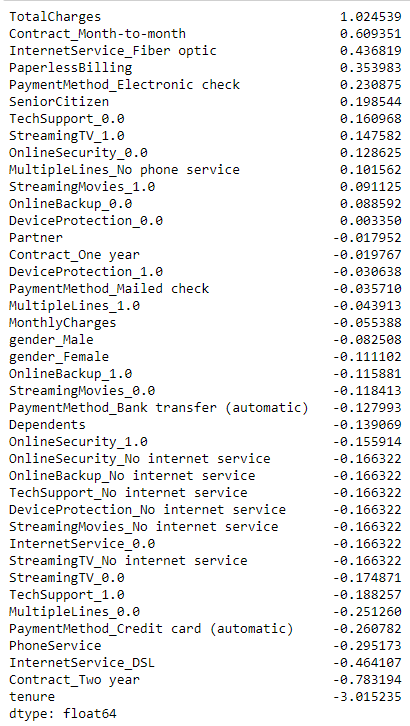 TotalCharges 1.024539
Contract_Month-to-month 0.609351
InternetService_Fiber optic 0.436819
PaperlessBilling 0.353983
PaymentMethod_Electronic check 0.230875
SeniorCitizen 0.198544
TechSupport_0.0 0.160968
StreamingTV_1.0 0.147582
OnlineSecurity_0.0 0.128625
MultipleLines_No phone service 0.101562
StreamingMovies_1.0 0.091125
OnlineBackup_0.0 0.088592
DeviceProtection_0.0 0.003350
Partner -0.017952
Contract_One year -0.019767
DeviceProtection_1.0 -0.030638
PaymentMethod_Mailed check -0.035710
MultipleLines_1.0 -0.043913
MonthlyCharges -0.055388
gender_Male -0.082508
gender_Female -0.111102
OnlineBackup_1.0 -0.115881
StreamingMovies_0.0 -0.118413
PaymentMethod_Bank transfer (automatic) -0.127993
Dependents -0.139069
OnlineSecurity_1.0 -0.155914
OnlineSecurity_No internet service -0.166322
OnlineBackup_No internet service -0.166322
TechSupport_No internet service -0.166322
DeviceProtection_No internet service -0.166322
StreamingMovies_No internet service -0.166322
InternetService_0.0 -0.166322
StreamingTV_No internet service -0.166322
StreamingTV_0.0 -0.174871
TechSupport_1.0 -0.188257
MultipleLines_0.0 -0.251260
PaymentMethod_Credit card (automatic) -0.260782
PhoneService -0.295173
InternetService_DSL -0.464107
Contract_Two year -0.783194
tenure -3.015235
dtype: float64